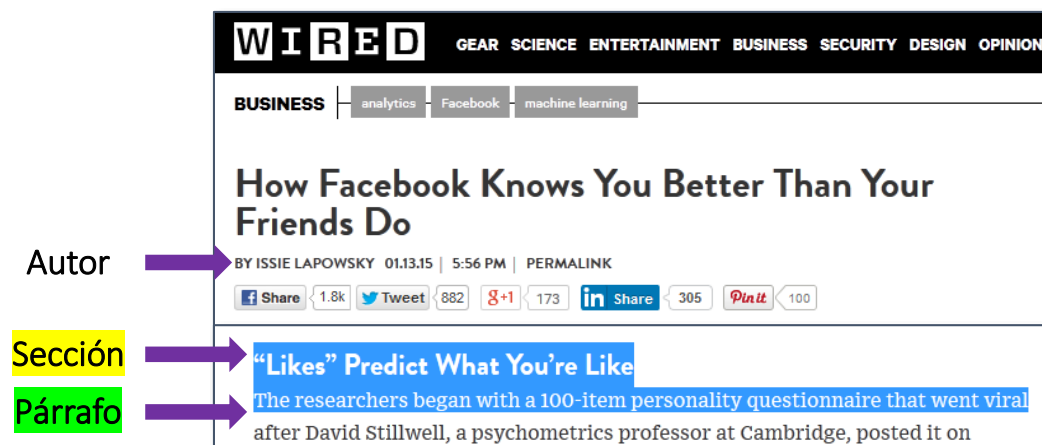 WIRED GEAR SCIENCE ENTERTAINMENT BUSINESS SECURITY DESIGN OPINION
BUSINESS analytics Facebook machine learning
How Facebook Knows You Better Than Your
Friends Do
Autor BY ISSIE LAPOWSKY 01.13.15 | 5:56 PM | PERMALINK
Share 1.8k Tweet 882 g+1 173 in Share 305 Pin it 100
Sección “Likes” Predict What You’re Like
Párrafo The researchers began with a 100-item personality questionnaire that went viral
after David Stillwell, a psychometrics professor at Cambridge, posted it on